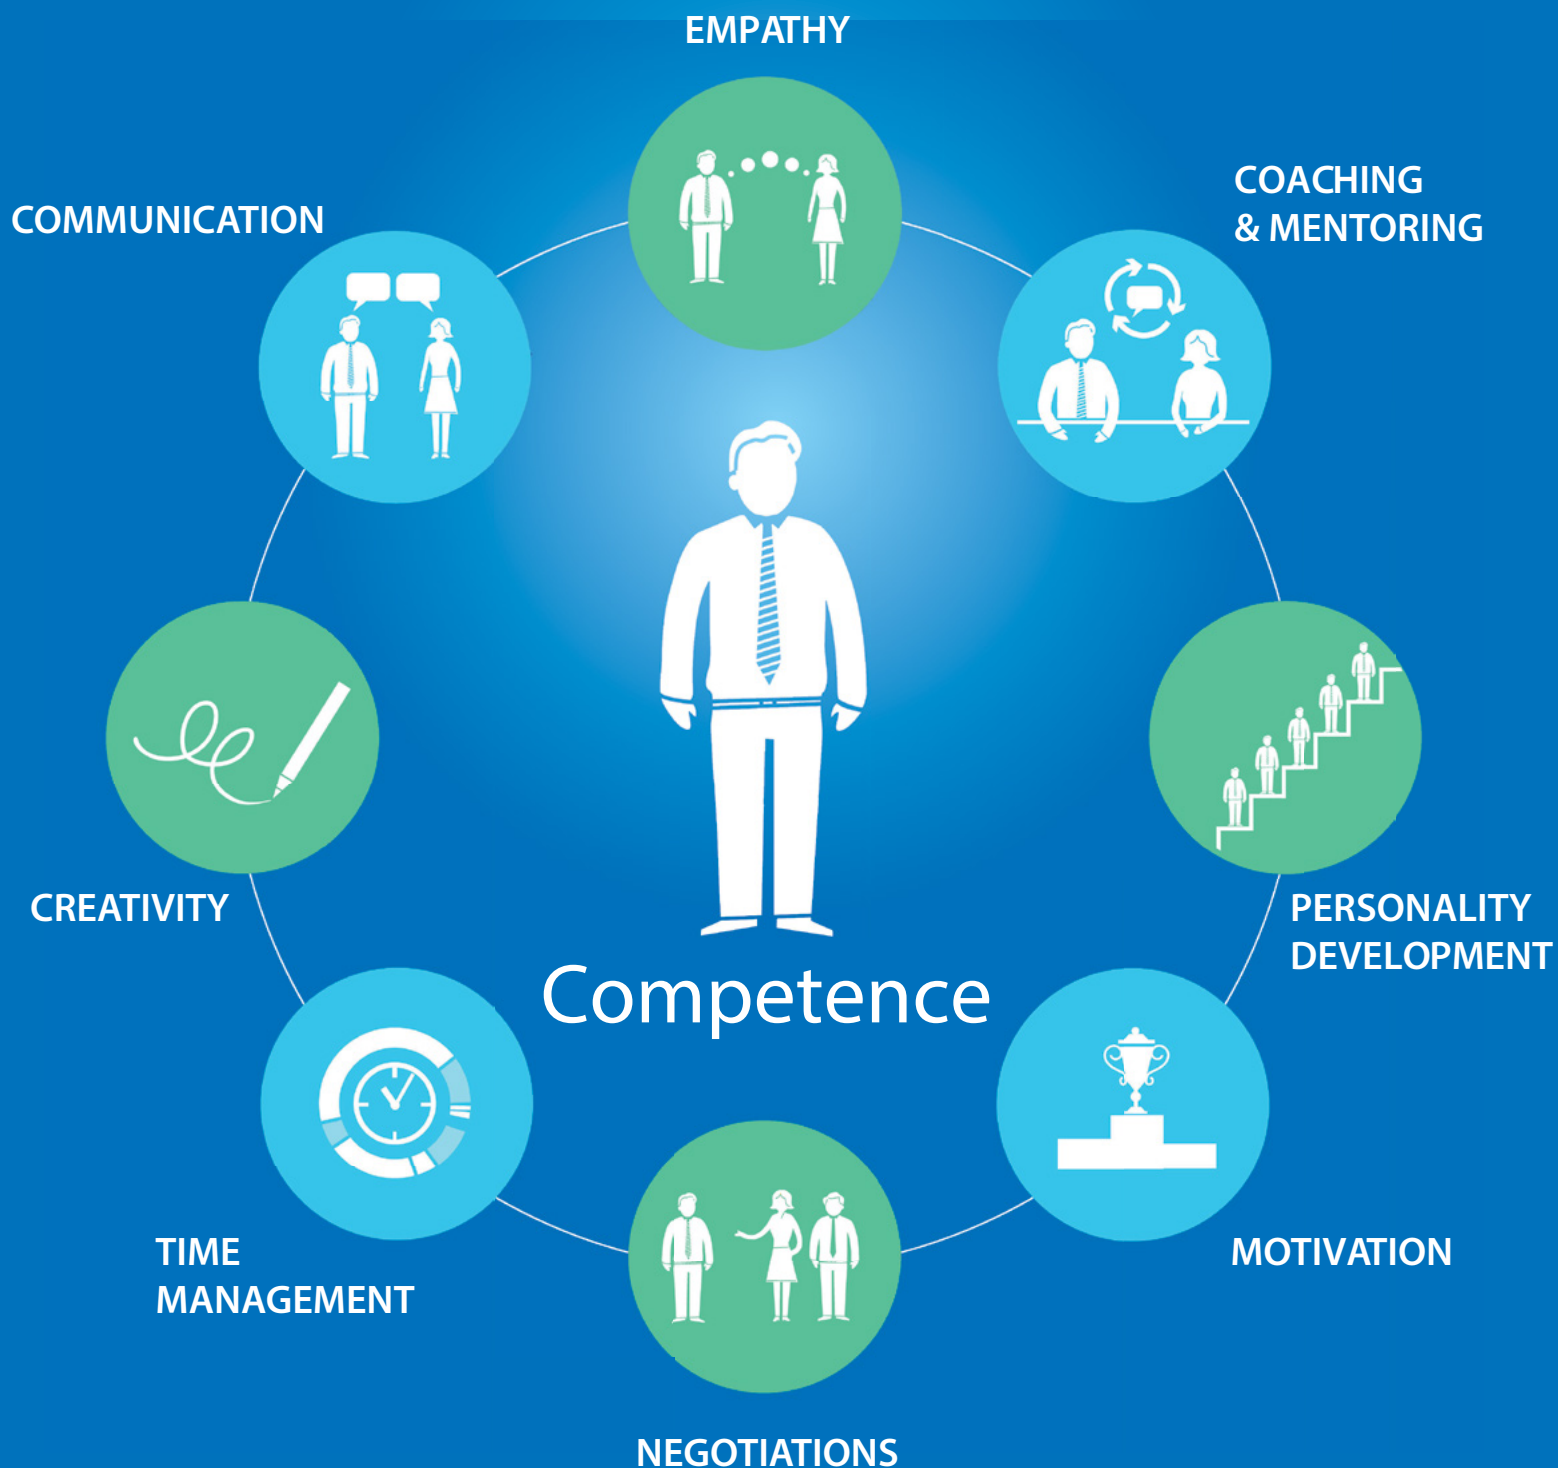 EMPATHY
COACHING
& MENTORING
COMMUNICATION
CREATIVITY
PERSONALITY
DEVELOPMENT
Competence
TIME
MANAGEMENT
MOTIVATION
NEGOTIATIONS